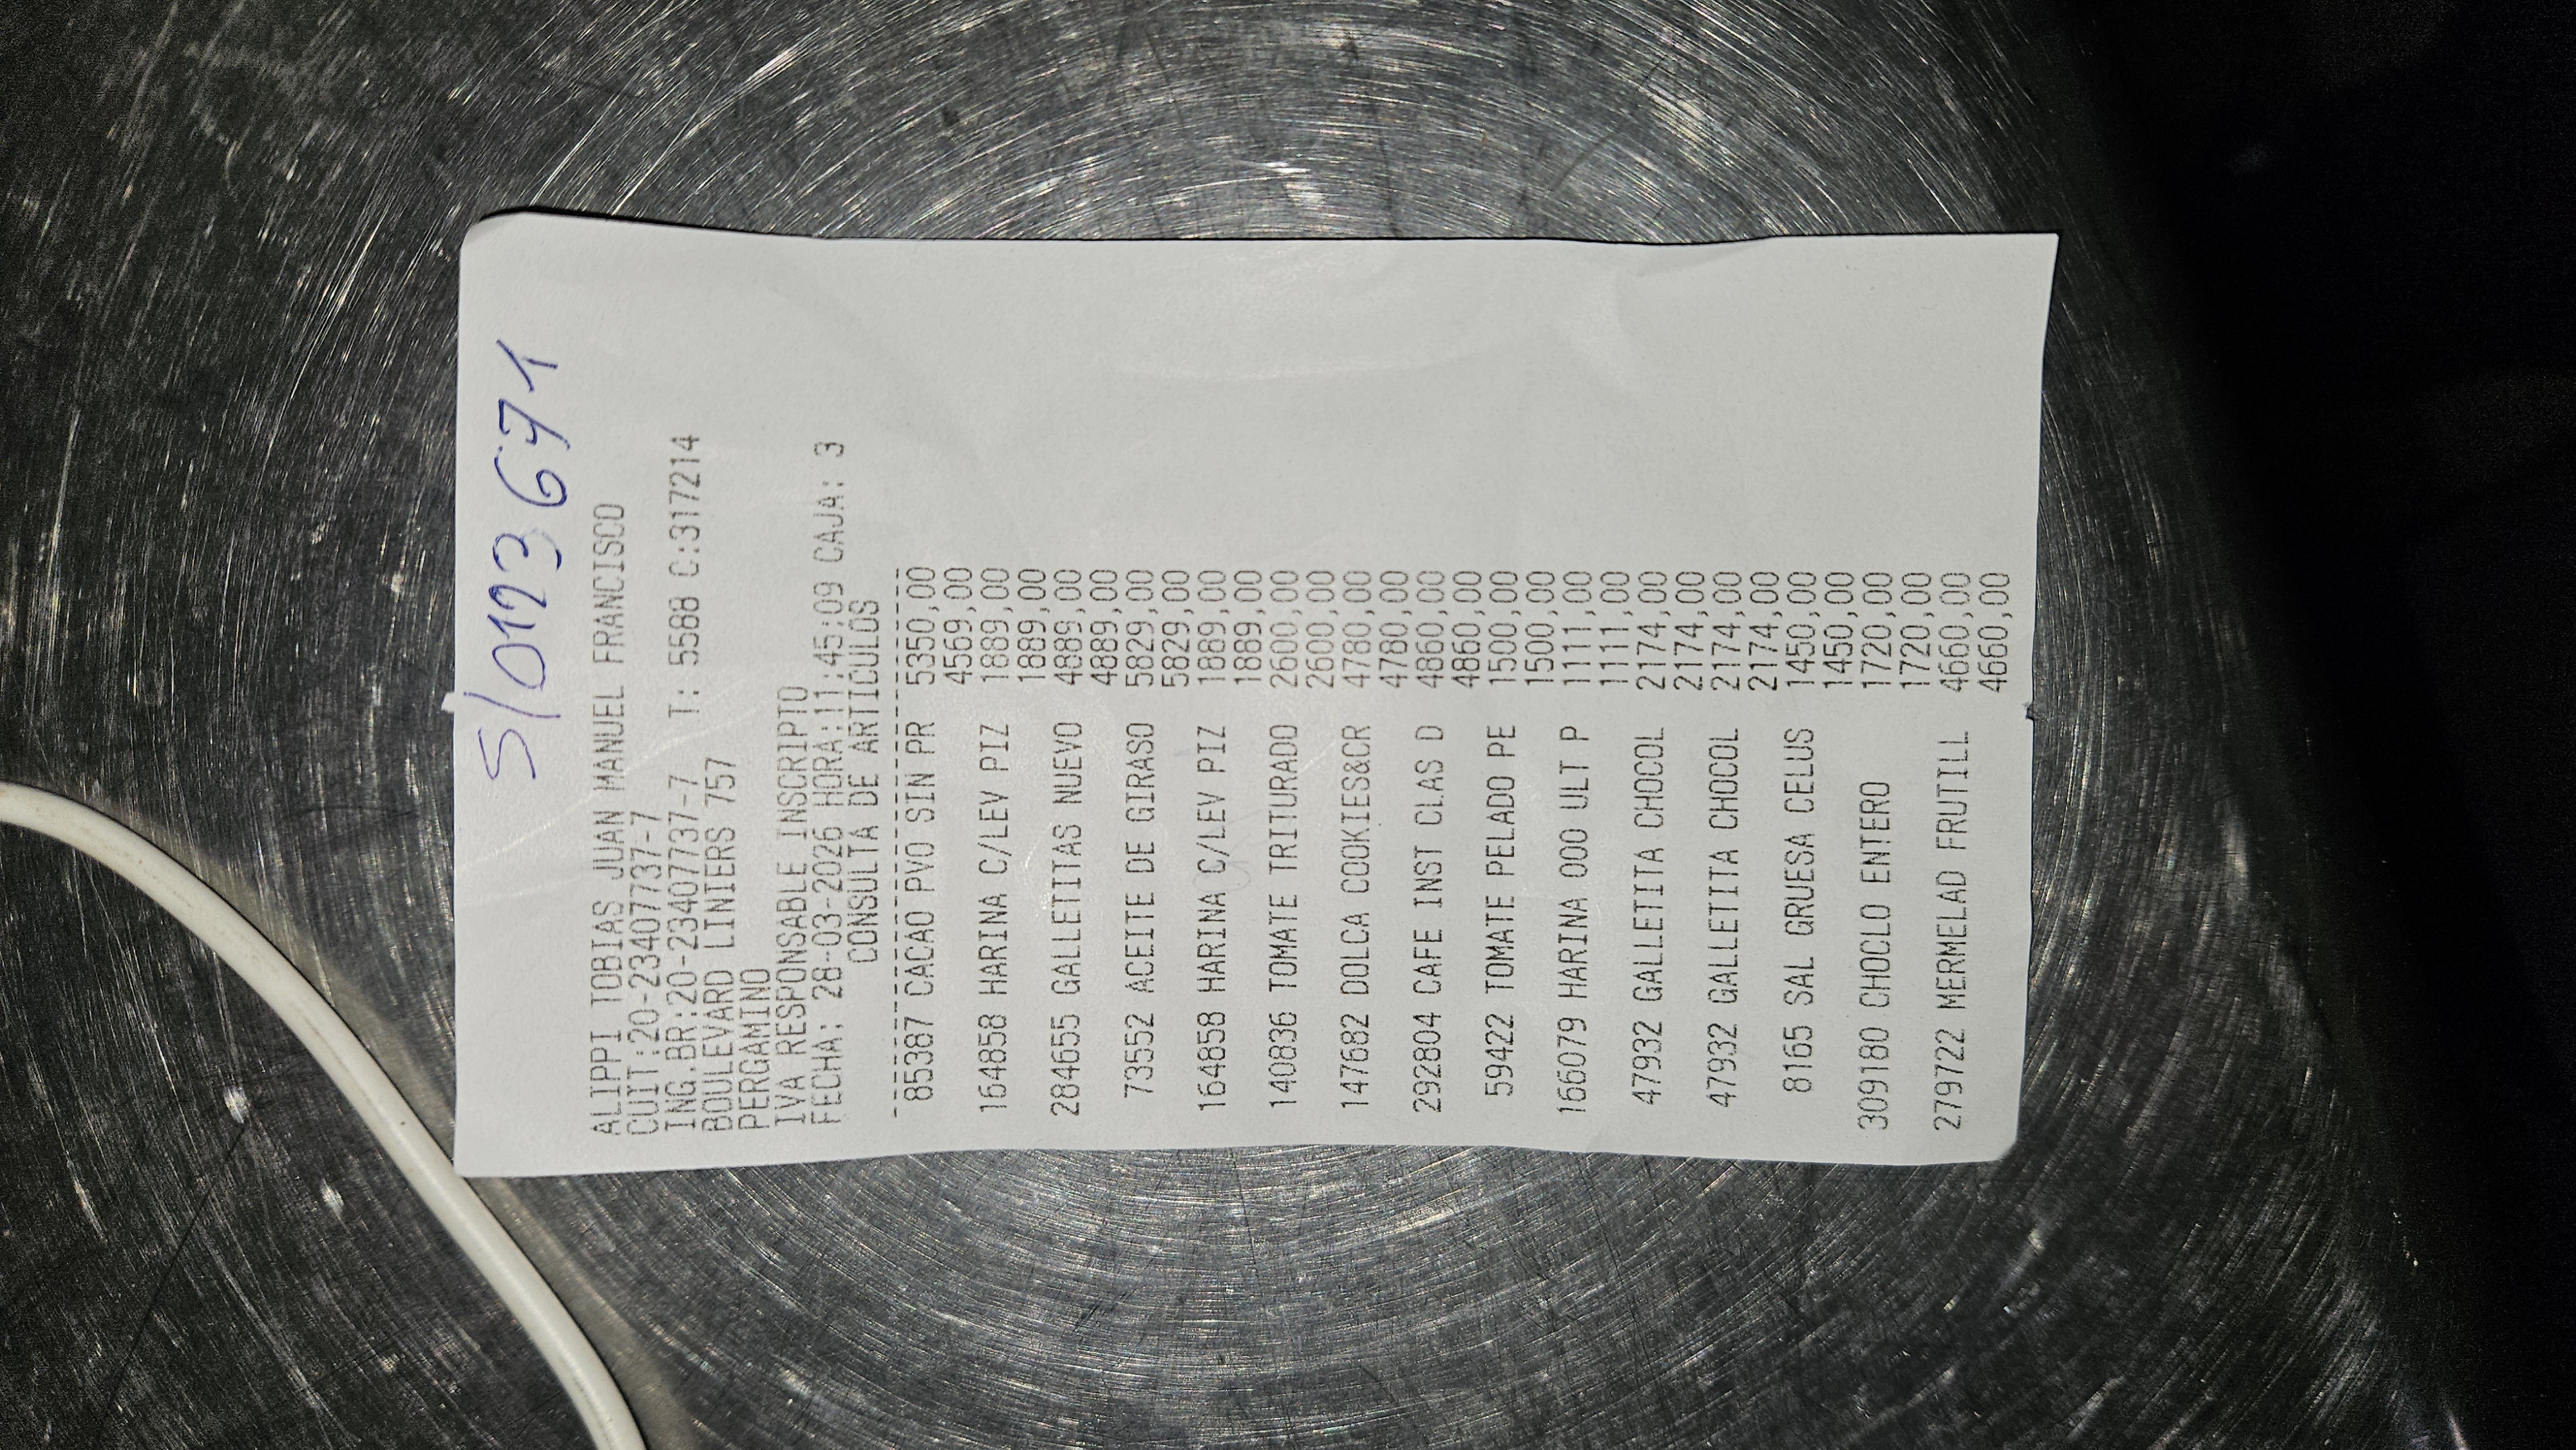 S/0123671
ALIPPI TOBIAS JUAN MANUEL FRANCISCO
CUIT:20-23407737-7
ING.BR:20-23407737-7 T: 5588 C:317214
BOULEVARD LINIERS 757
PERGAMINO
IVA RESPONSABLE INSCRIPTO
FECHA: 28-03-2026 HORA:11:45:09 CAJA: 3
CONSULTA DE ARTICULOS
85387 CACAO PVO SIN PR 5350,00
4569,00
164858 HARINA C/LEV PIZ 1889,00
1889,00
284655 GALLETITAS NUEVO 4889,00
4889,00
73552 ACEITE DE GIRASO 5829,00
5829,00
164858 HARINA C/LEV PIZ 1889,00
1889,00
140836 TOMATE TRITURADO 2600,00
2600,00
147682 DOLCA COOKIES&CR 4780,00
4780,00
292804 CAFE INST CLAS D 4860,00
4860,00
59422 TOMATE PELADO PE 1500,00
1500,00
166079 HARINA 000 ULT P 1111,00
1111,00
47932 GALLETITA CHOCOL 2174,00
2174,00
47932 GALLETITA CHOCOL 2174,00
2174,00
8165 SAL GRUESA CELUS 1450,00
1450,00
309180 CHOCLO ENTERO 1720,00
1720,00
279722 MERMELAD FRUTILL 4660,00
4660,00